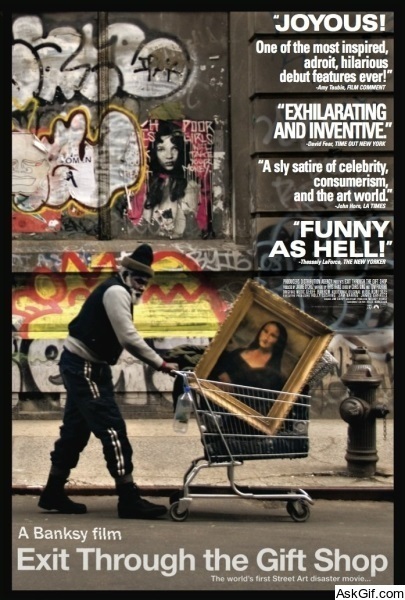 "JOYOUS!
One of the most inspired,
adroit, hilarious
debut features ever!"
-Amy Taubin, FILM COMMENT
"EXHILARATING
AND INVENTIVE."
-David Fear, TIME OUT NEW YORK
"A sly satire of celebrity,
consumerism,
and the art world."
-John Horn, LA TIMES
"FUNNY
AS HELL!"
-Thessaly LaForce, THE NEW YORKER
POOR
GIRLS
OMEN
A Banksy film
Exit Through the Gift Shop
The world's first Street Art disaster movie...
AskGif.com